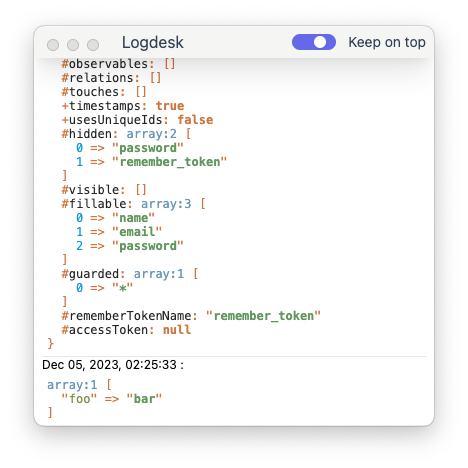 Logdesk
Keep on top
#observables: []
#relations: []
#touches: []
+timestamps: true
+usesUniqueIds: false
#hidden: array:2 [
0 => "password"
1 => "remember_token"
]
#visible: []
#fillable: array:3 [
0 => "name"
1 => "email"
2 => "password"
]
#guarded: array:1 [
0 => "*"
]
#rememberTokenName: "remember_token"
#accessToken: null
}
Dec 05, 2023, 02:25:33 :
array:1 [
"foo" => "bar"
]